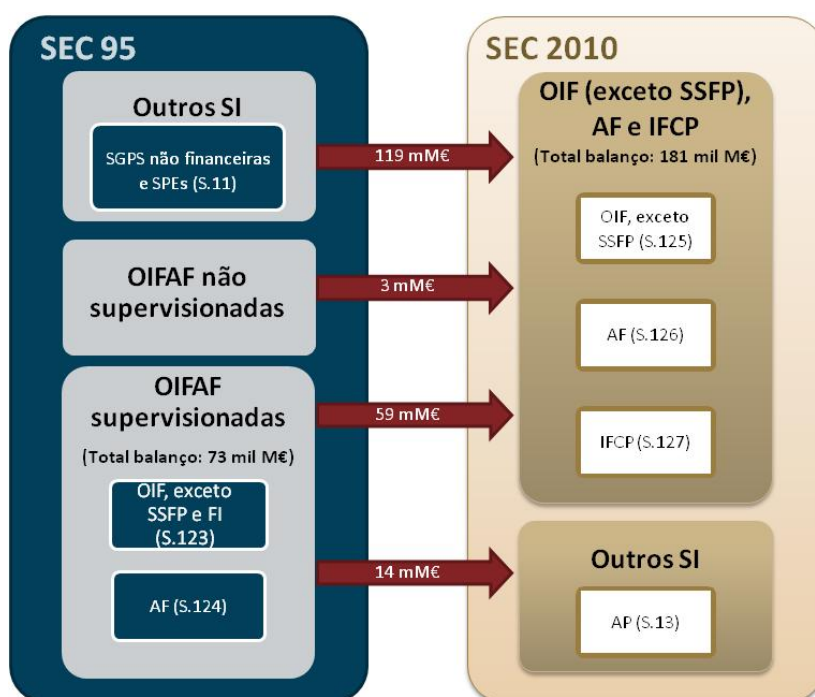 SEC 95
Outros SI
SGPS não financeiras
e SPEs (S.11)
OIFAF não
supervisionadas
OIFAF
supervisionadas
(Total balanço: 73 mil M€)
OIF, exceto
SSFP e FI
(S.123)
AF (S.124)
119 mM€
3 mM€
59 mM€
14 mM€
SEC 2010
OIF (exceto SSFP),
AF e IFCP
(Total balanço: 181 mil M€)
OIF, exceto
SSFP (S.125)
AF (S.126)
IFCP (S.127)
Outros SI
AP (S.13)